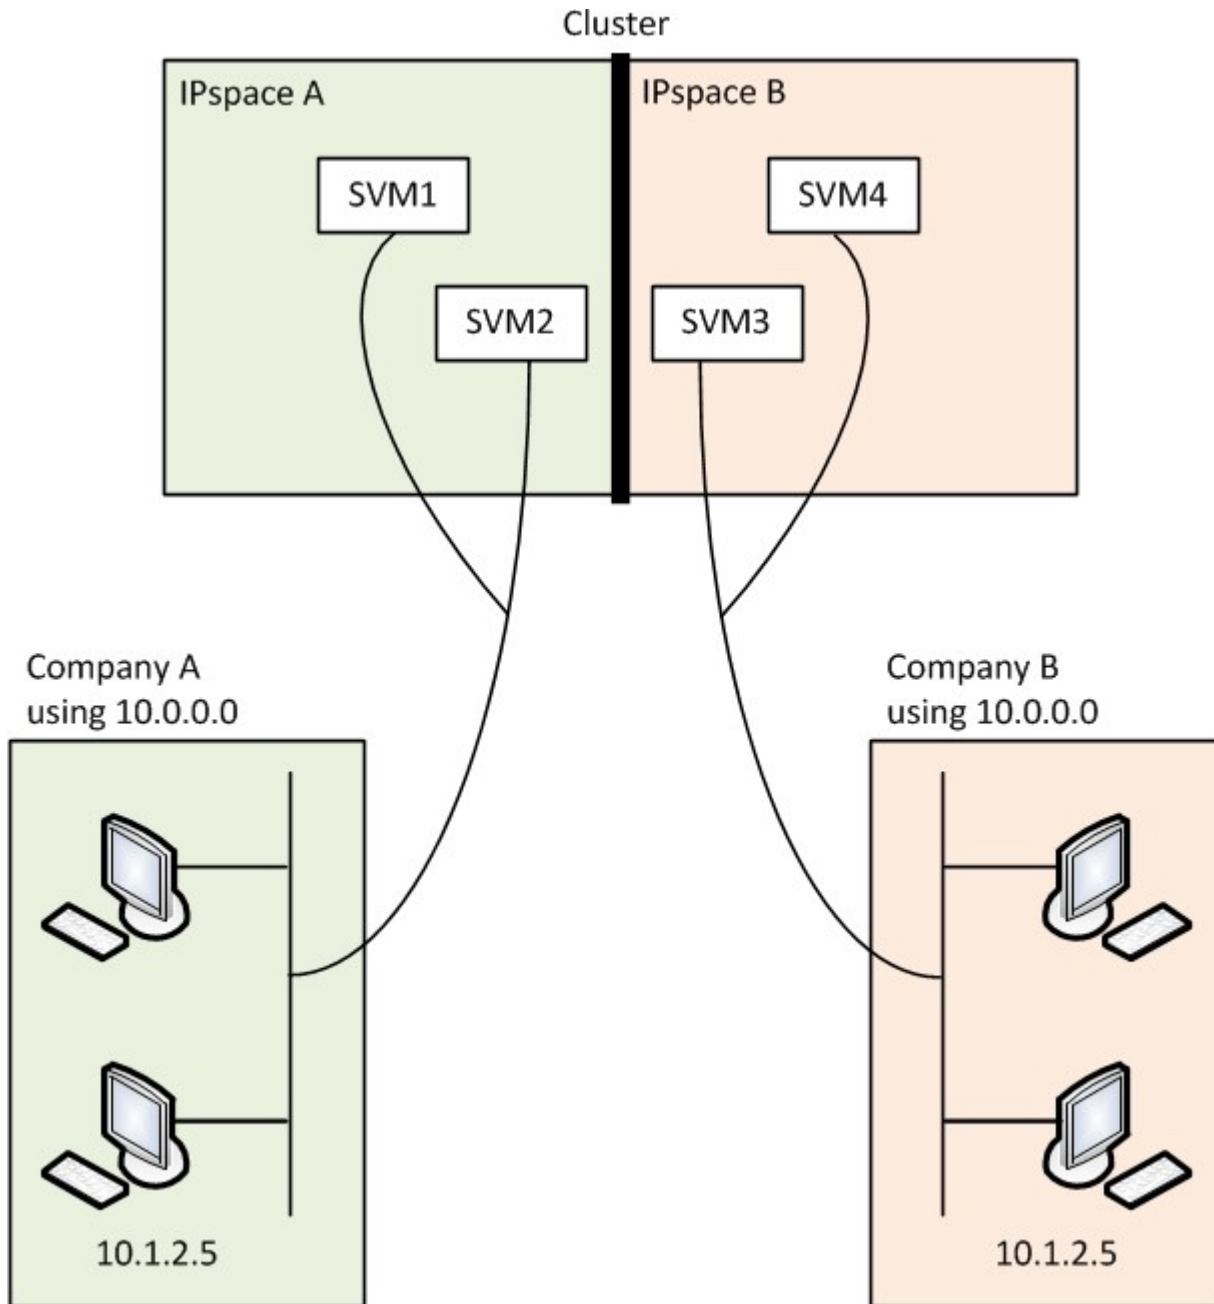 Cluster
IPspace A
IPspace B
SVM1
SVM4
SVM2
SVM3
Company A
using 10.0.0.0
Company B
using 10.0.0.0
10.1.2.5
10.1.2.5